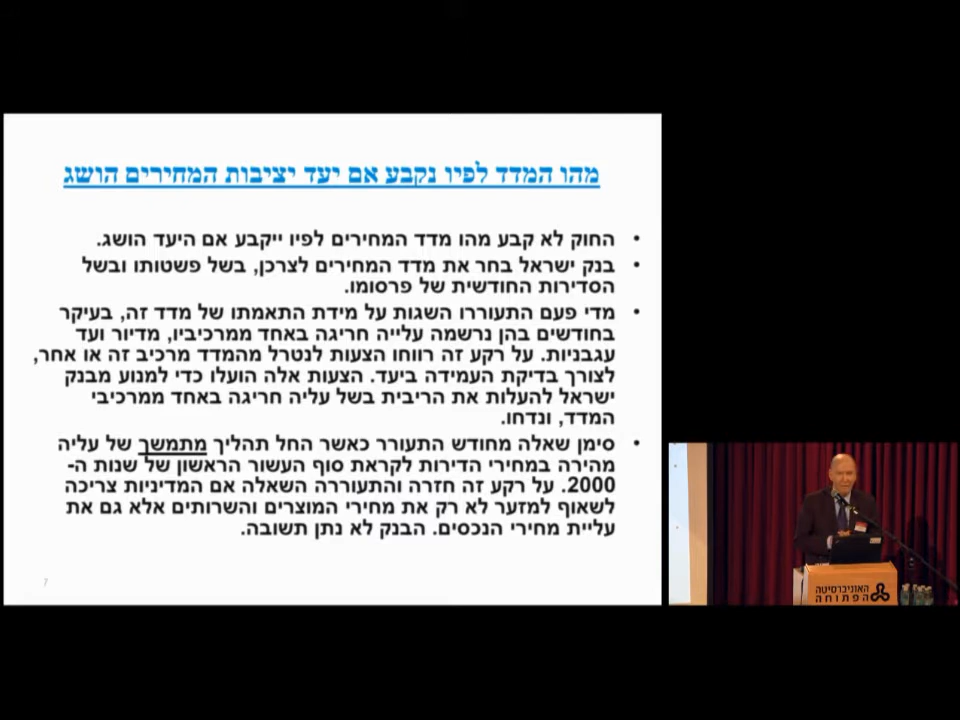 מהו המדד לפיו נקבע אם יעד יציבות המחירים הושג
• החוק לא קבע מהו מדד המחירים לפיו ייקבע אם היעד הושג.
• בנק ישראל בחר את מדד המחירים לצרכן, בשל פשטותו ובשל
הסדירות החודשית של פרסומו.
• מדי פעם התעוררו השגות על מידת התאמתו של מדד זה, בעיקר
בחודשים בהן נרשמה עלייה חריגה באחד ממרכיביו, מדיור ועד
עגבניות. על רקע זה רווחו הצעות לנטרל מהמדד מרכיב זה או אחר,
לצורך בדיקת העמידה ביעד. הצעות אלה הועלו כדי למנוע מבנק
ישראל להעלות את הריבית בשל עליה חריגה באחד ממרכיבי
המדד, ונדחו.
• סימן שאלה מחודש התעורר כאשר החל תהליך מתמשך של עליה
מהירה במחירי הדירות לקראת סוף העשור הראשון של שנות ה-
2000. על רקע זה חזרה והתעוררה השאלה אם המדיניות צריכה
לשאוף למזער לא רק את מחירי המוצרים והשרותים אלא גם את
עליית מחירי הנכסים. הבנק לא נתן תשובה.
7
האוניברסיטה
הפתוחה